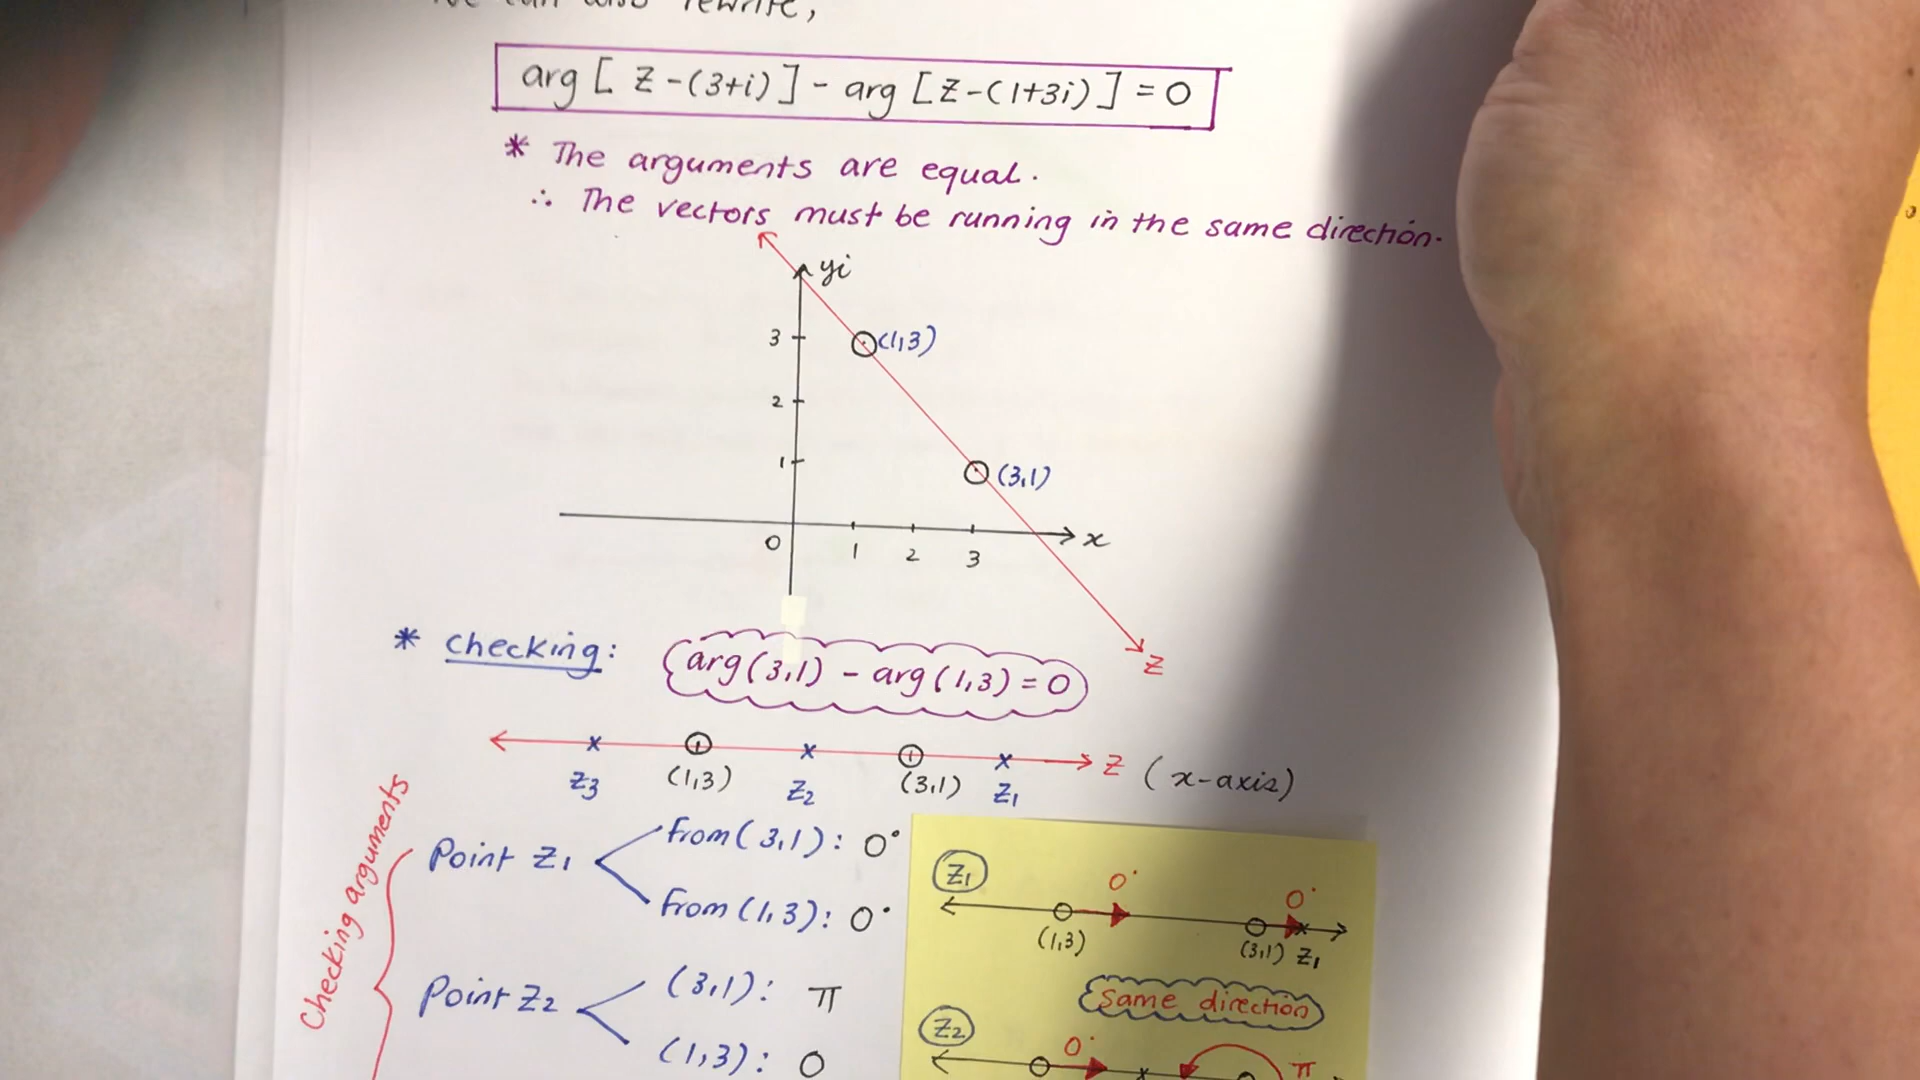 we can also rewrite,
arg [ z-(3+i) ] - arg [z-(1+3i) ] = 0
* The arguments are equal.
∴ The vectors must be running in the same direction.
yi
3
(1,3)
2
1
(3,1)
x
0
1 2 3
z
* checking: arg(3,1) - arg(1,3) = 0
z (x-axis)
z3 (1,3) z2 (3,1) z1
Checking arguments
Point z1
from (3,1): 0°
from (1,3): 0°
Point z2
(3,1): π
(1,3): 0
z1
0° 0°
(1,3) (3,1) z1
same direction
z2
0° π